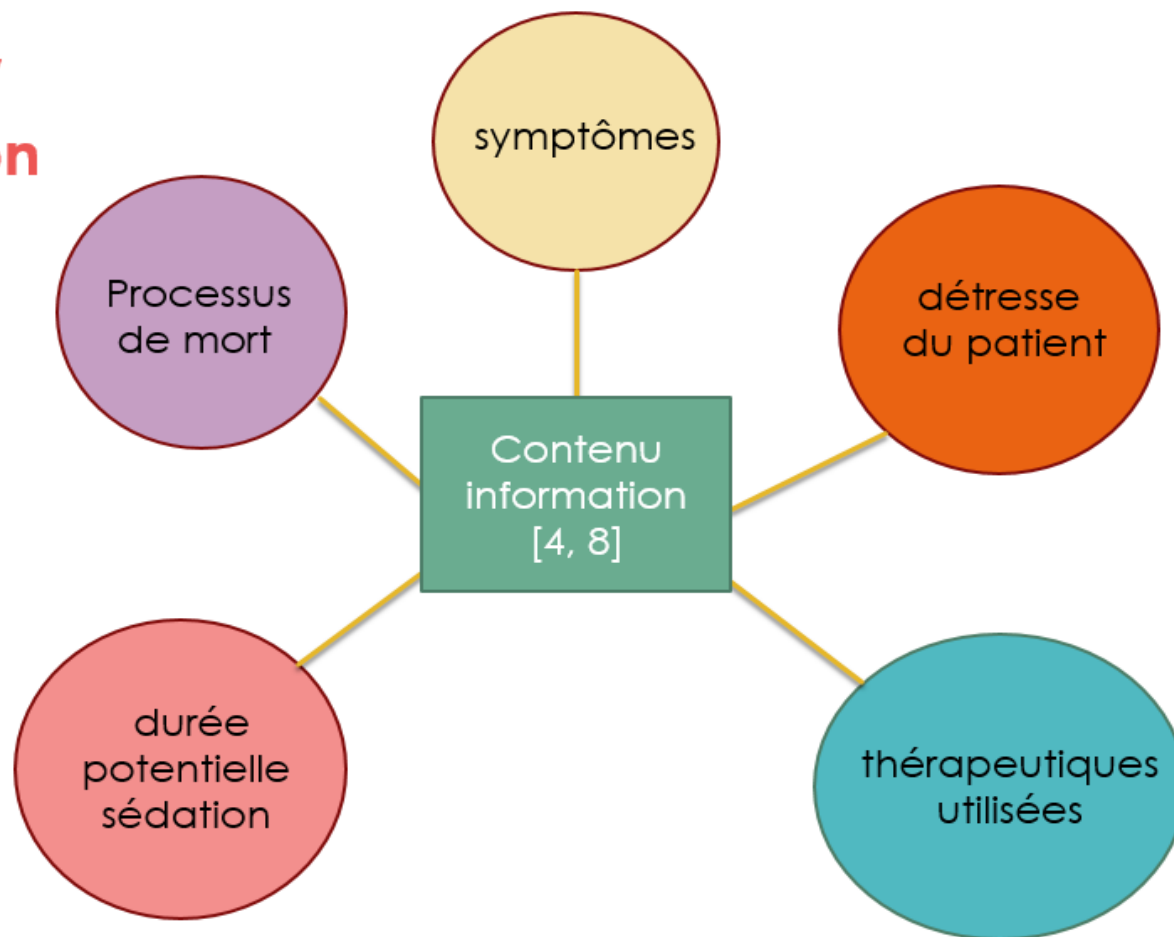 symptômes
Processus
de mort
détresse
du patient
Contenu
information
[4, 8]
durée
potentielle
sédation
thérapeutiques
utilisées